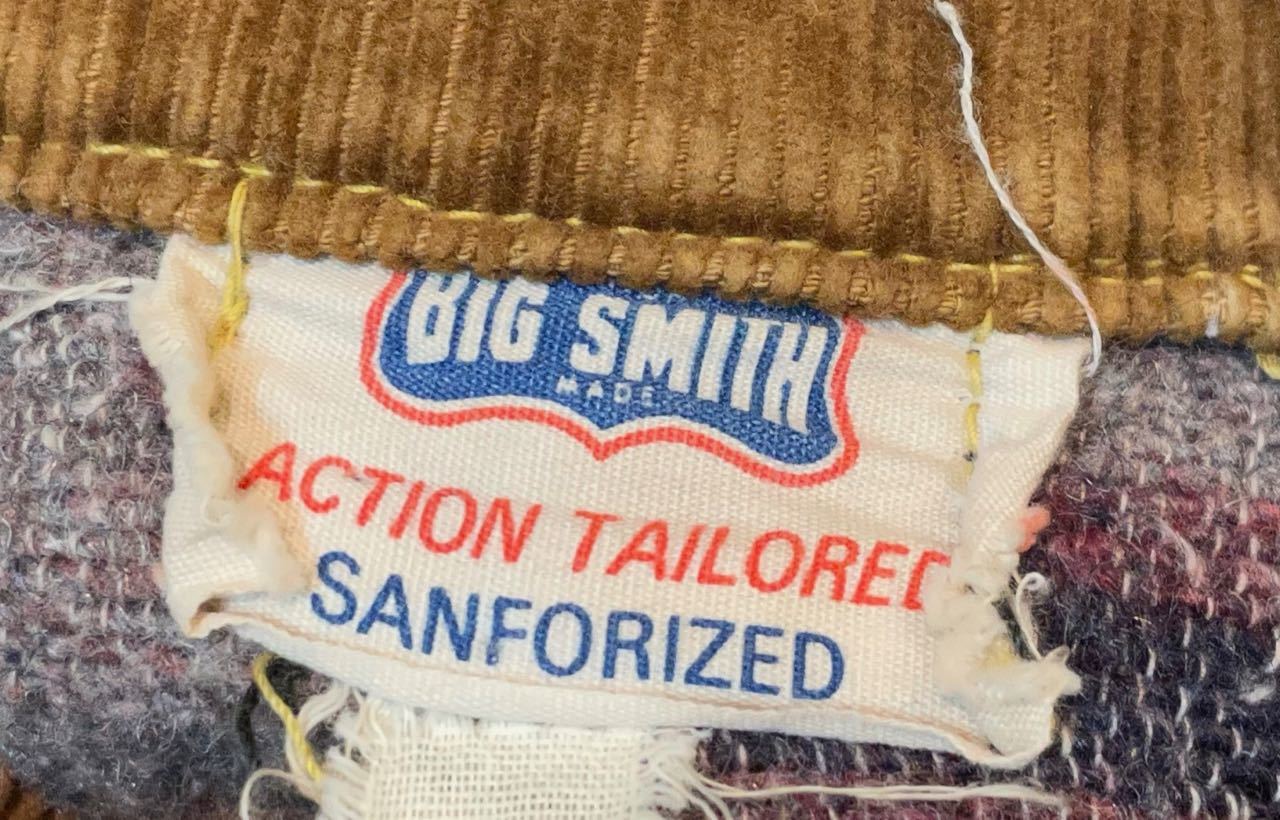 BIG SMITH
MADE
ACTION TAILORED
SANFORIZED